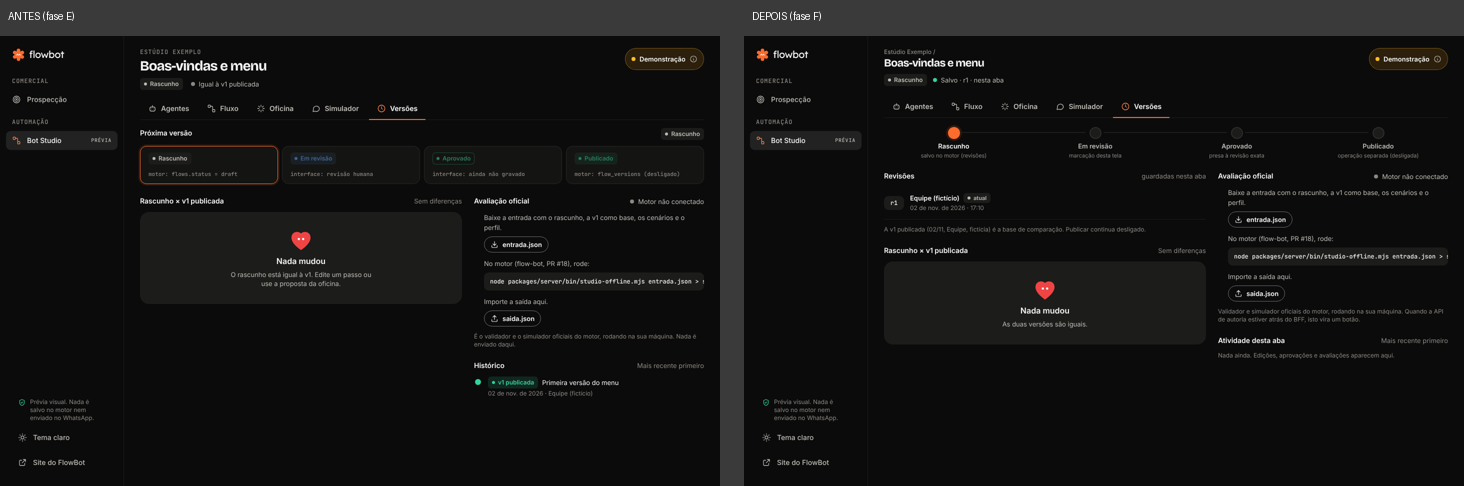 ANTES (fase E)
flowbot
COMERCIAL
Prospecção
AUTOMAÇÃO
Bot Studio PRÉVIA
Prévia visual. Nada é
salvo no motor nem
enviado no WhatsApp.
Tema claro
Site do FlowBot
ESTÚDIO EXEMPLO
Boas-vindas e menu
Rascunho Igual à v1 publicada
Demonstração
Agentes Fluxo Oficina Simulador Versões
Próxima versão Rascunho
Rascunho
motor: flows.status = draft
Em revisão
interface: revisão humana
Aprovado
interface: ainda não gravado
Publicado
motor: flow_versions (desligado)
Rascunho × v1 publicada Sem diferenças
Nada mudou
O rascunho está igual à v1. Edite um passo ou
use a proposta da oficina.
Avaliação oficial Motor não conectado
Baixe a entrada com o rascunho, a v1 como base, os cenários e o
perfil.
entrada.json
No motor (flow-bot, PR #18), rode:
node packages/server/bin/studio-offline.mjs entrada.json >
Importe a saída aqui.
saída.json
É o validador e o simulador oficiais do motor, rodando na sua máquina. Nada é
enviado daqui.
Histórico Mais recente primeiro
v1 publicada Primeira versão do menu
02 de nov. de 2026 · Equipe (fictício)
DEPOIS (fase F)
flowbot
COMERCIAL
Prospecção
AUTOMAÇÃO
Bot Studio PRÉVIA
Prévia visual. Nada é
salvo no motor nem
enviado no WhatsApp.
Tema claro
Site do FlowBot
Estúdio Exemplo /
Boas-vindas e menu
Rascunho Salvo · r1 · nesta aba
Demonstração
Agentes Fluxo Oficina Simulador Versões
Rascunho
salvo no motor (revisões)
Em revisão
marcação desta tela
Aprovado
presa à revisão exata
Publicado
operação separada (desligada)
Revisões guardadas nesta aba
r1 Equipe (fictício) atual
02 de nov. de 2026 · 17:10
A v1 publicada (02/11, Equipe, fictícia) é a base de comparação. Publicar continua desligado.
Rascunho × v1 publicada Sem diferenças
Nada mudou
As duas versões são iguais.
Avaliação oficial Motor não conectado
Baixe a entrada com o rascunho, a v1 como base, os cenários e o
perfil.
entrada.json
No motor (flow-bot, PR #18), rode:
node packages/server/bin/studio-offline.mjs entrada.json >
Importe a saída aqui.
saída.json
Validador e simulador oficiais do motor, rodando na sua máquina. Quando a API
de autoria estiver atrás do BFF, isto vira um botão.
Atividade desta aba Mais recente primeiro
Nada ainda. Edições, aprovações e avaliações aparecem aqui.